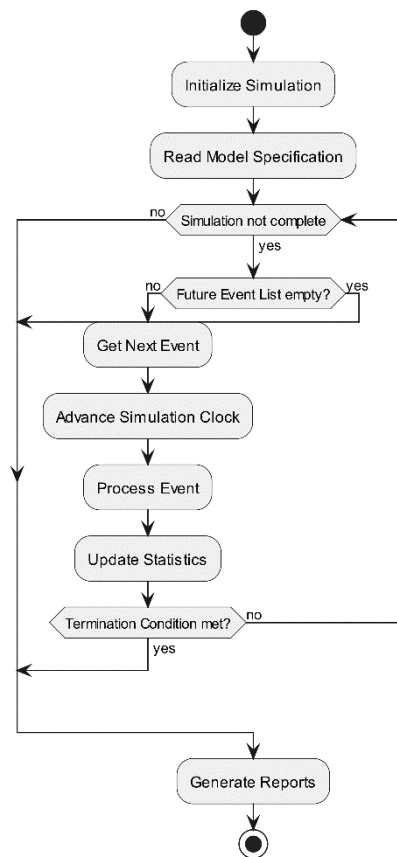 Initialize Simulation
Read Model Specification
no
Simulation not complete
yes
no
Future Event List empty?
yes
Get Next Event
Advance Simulation Clock
Process Event
Update Statistics
Termination Condition met?
no
yes
Generate Reports